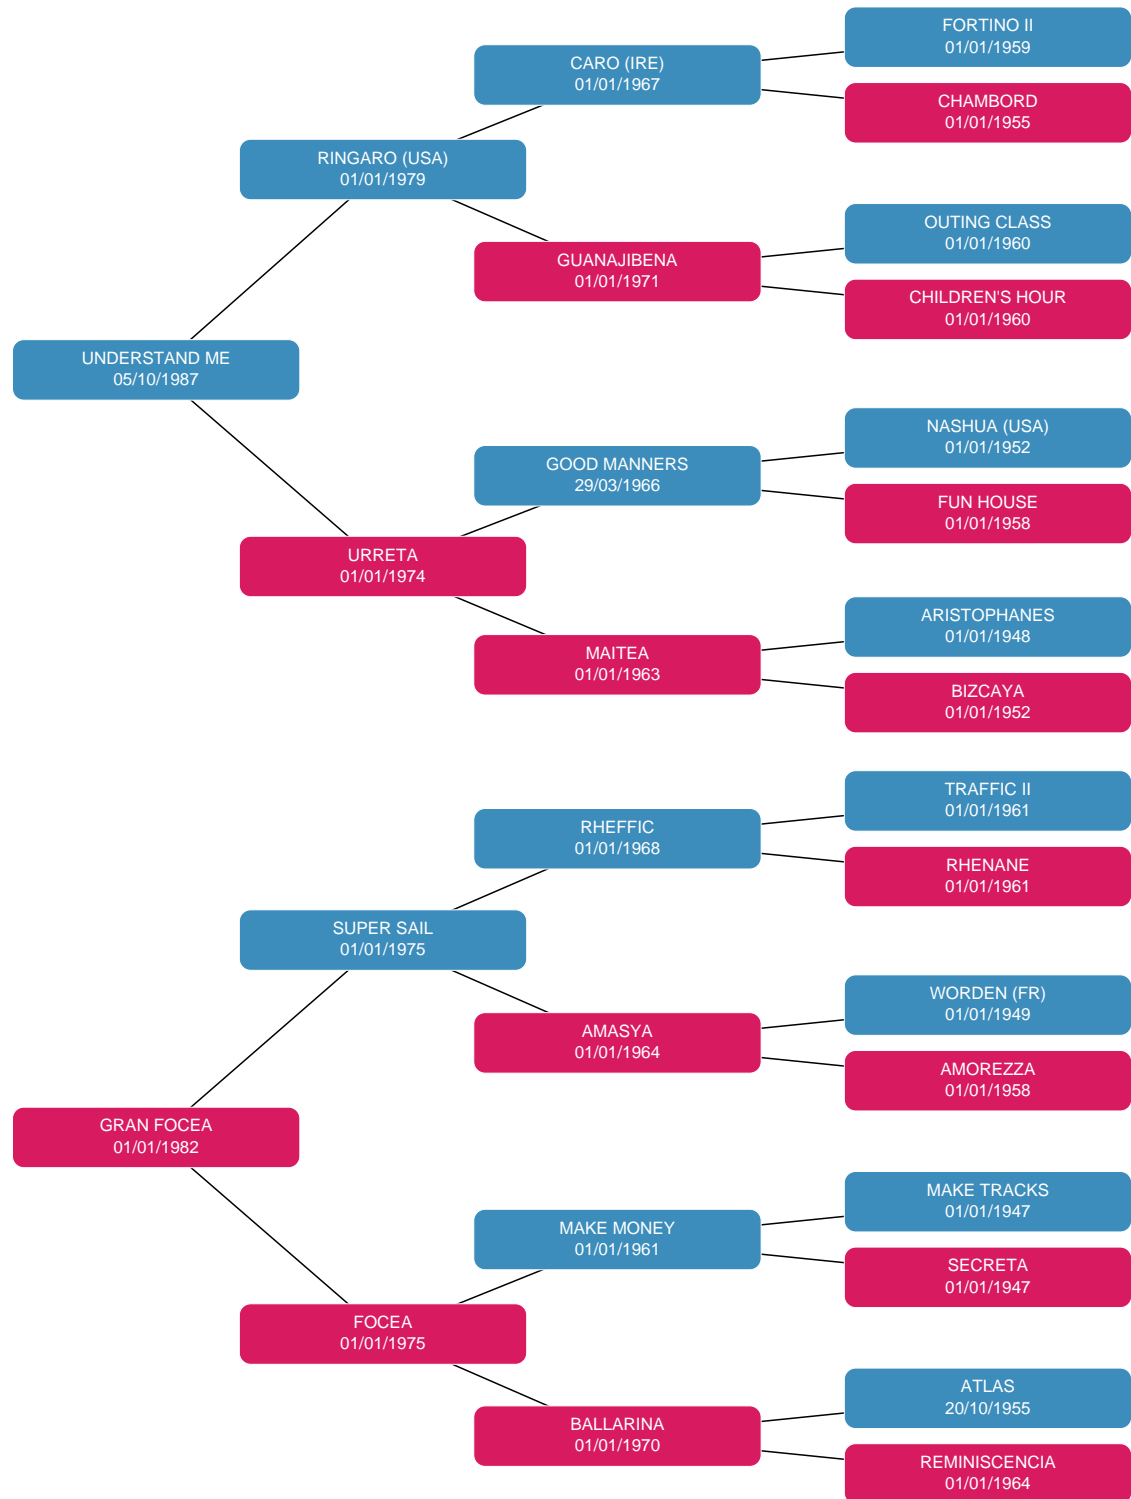 FORTINO II
01/01/1959
CARO (IRE)
01/01/1967
CHAMBORD
01/01/1955
RINGARO (USA)
01/01/1979
OUTING CLASS
01/01/1960
GUANAJIBENA
01/01/1971
CHILDREN'S HOUR
01/01/1960
UNDERSTAND ME
05/10/1987
NASHUA (USA)
01/01/1952
GOOD MANNERS
29/03/1966
FUN HOUSE
01/01/1958
URRETA
01/01/1974
ARISTOPHANES
01/01/1948
MAITEA
01/01/1963
BIZCAYA
01/01/1952
TRAFFIC II
01/01/1961
RHEFFIC
01/01/1968
RHENANE
01/01/1961
SUPER SAIL
01/01/1975
WORDEN (FR)
01/01/1949
AMASYA
01/01/1964
AMOREZZA
01/01/1958
GRAN FOCEA
01/01/1982
MAKE TRACKS
01/01/1947
MAKE MONEY
01/01/1961
SECRETA
01/01/1947
FOCEA
01/01/1975
ATLAS
20/10/1955
BALLARINA
01/01/1970
REMINISCENCIA
01/01/1964